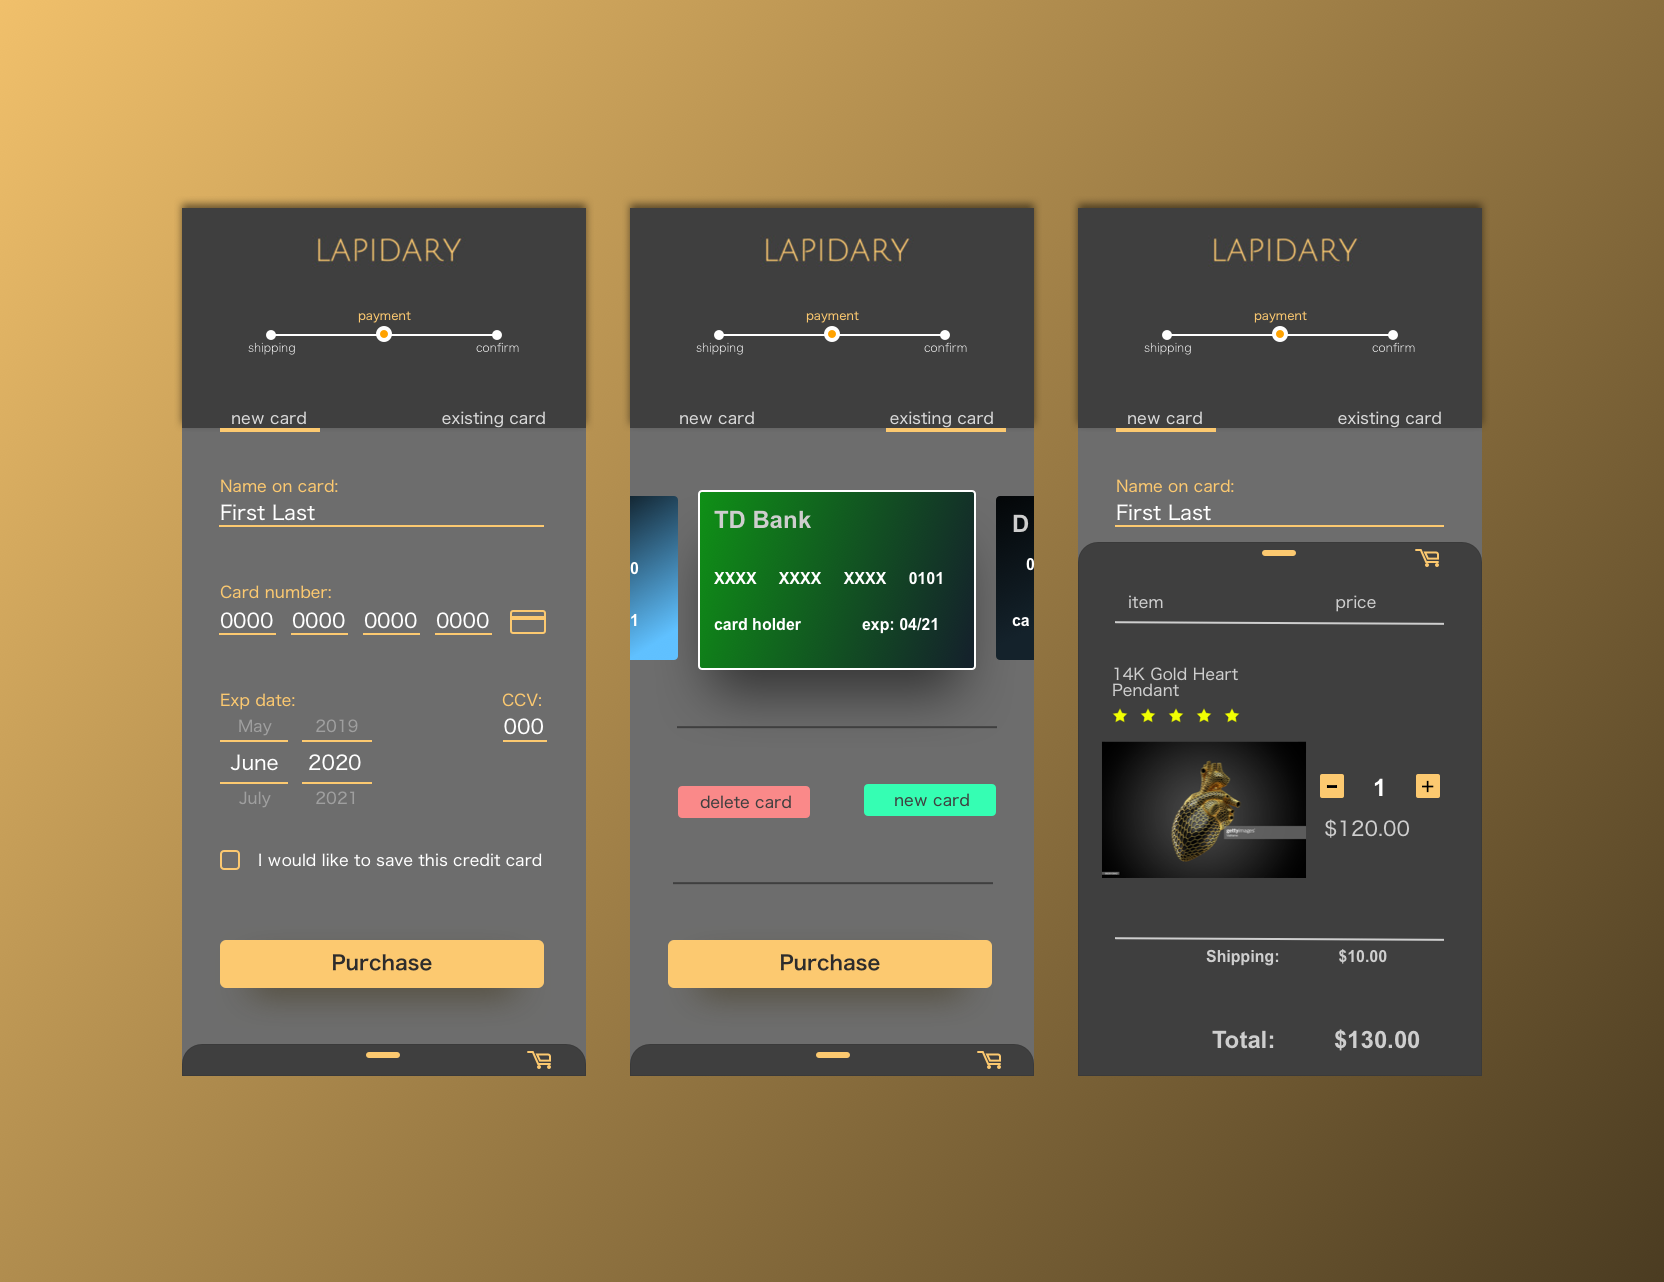 LAPIDARY
payment
shipping confirm
new card existing card
Name on card:
First Last
Card number:
0000 0000 0000 0000
Exp date: CCV:
May 2019 000
June 2020
July 2021
I would like to save this credit card
Purchase
LAPIDARY
payment
shipping confirm
new card existing card
0
1
TD Bank
XXXX XXXX XXXX 0101
card holder exp: 04/21
D
0
ca
delete card new card
Purchase
LAPIDARY
payment
shipping confirm
new card existing card
Name on card:
First Last
item price
14K Gold Heart
Pendant
gettyimages
- 1 +
$120.00
Shipping: $10.00
Total: $130.00